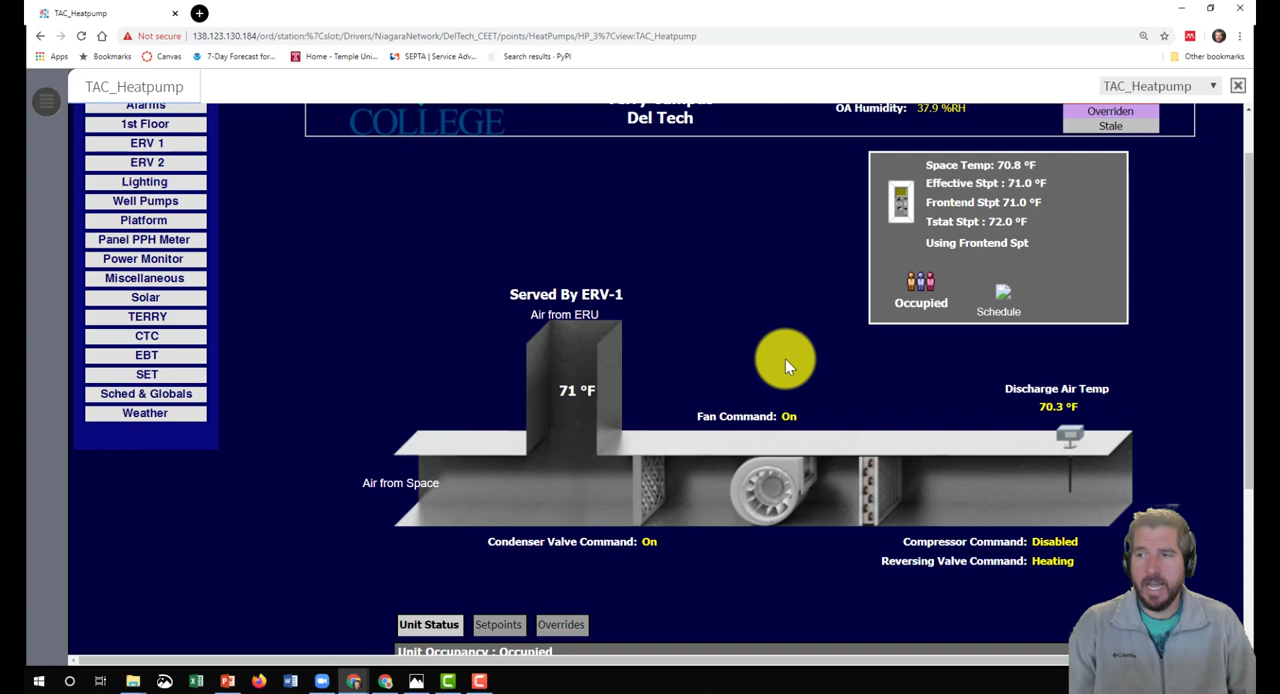 TAC_Heatpump
Not secure
138.123.130.184/ord/station:%7Cslot:/Drivers/NiagaraNetwork/DelTech_CEET/points/HeatPumps/HP_3%7Cview:TAC_Heatpump
Apps
Bookmarks
Canvas
7-Day Forecast for...
Home - Temple Uni...
SEPTA | Service Adv...
Search results · PyPI
Other bookmarks
TAC_Heatpump
TAC_Heatpump
Alarms
1st Floor
ERV 1
ERV 2
Lighting
Well Pumps
Platform
Panel PPH Meter
Power Monitor
Miscellaneous
Solar
TERRY
CTC
EBT
SET
Sched & Globals
Weather
COLLEGE
Terry Campus
Del Tech
OA Humidity: 37.9 %RH
Overriden
Stale
Space Temp: 70.8 °F
Effective Stpt : 71.0 °F
Frontend Stpt 71.0 °F
Tstat Stpt : 72.0 °F
Using Frontend Spt
Occupied
Schedule
Served By ERV-1
Air from ERU
71 °F
Fan Command: On
Discharge Air Temp
70.3 °F
Air from Space
Condenser Valve Command: On
Compressor Command: Disabled
Reversing Valve Command: Heating
Unit Status
Setpoints
Overrides
Unit Occupancy : Occupied
Columbia